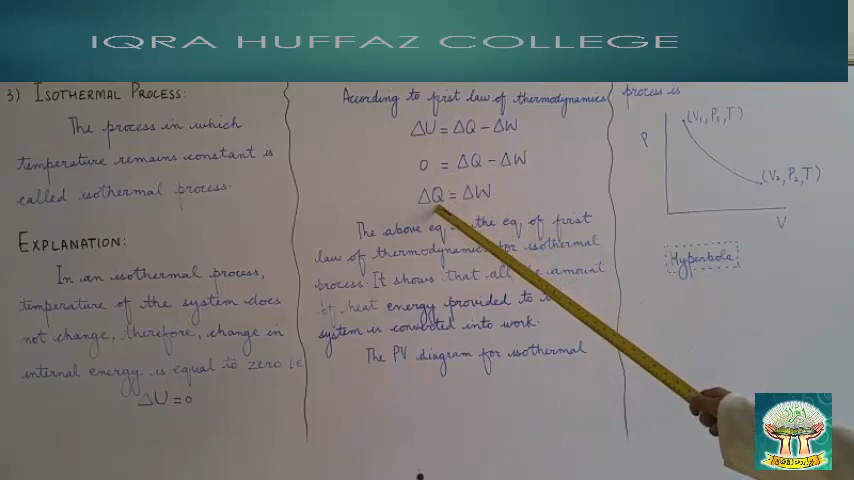 IQRA HUFFAZ COLLEGE
3) ISOTHERMAL PROCESS:
The process in which
temperature remains constant is
called isothermal process.
EXPLANATION:
In an isothermal process,
temperature of the system does
not change, therefore, change in
internal energy is equal to zero i.e
ΔU = 0
According to first law of thermodynamics
ΔU = ΔQ - ΔW
0 = ΔQ - ΔW
ΔQ = ΔW
The above eq the eq of first
law of thermodynamics for isothermal
process. It shows that all the amount
of heat energy provided to
system is converted into work.
The PV diagram for isothermal
process is
P
(V₁, P₁, T)
(V₂, P₂, T)
V
Hyperbola